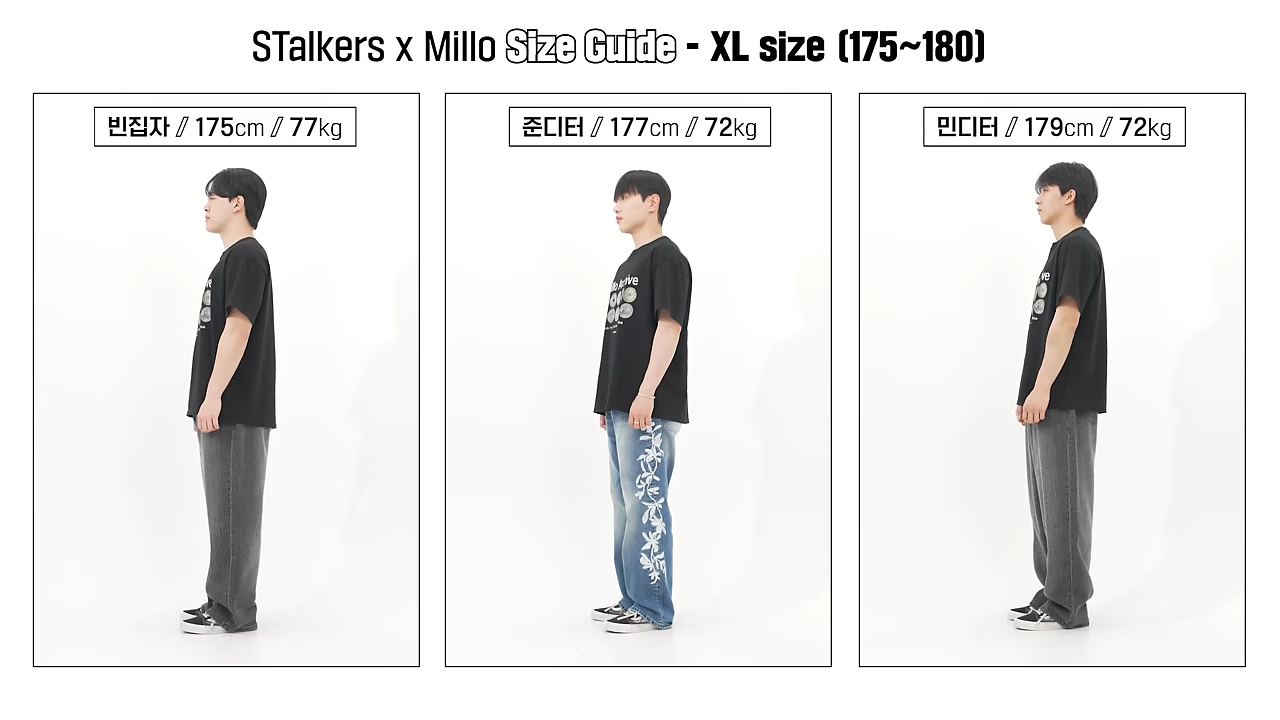 STalkers x Millo Size Guide - XL size (175~180)
빈집자 // 175cm // 77kg
준디터 // 177cm // 72kg
민디터 // 179cm // 72kg